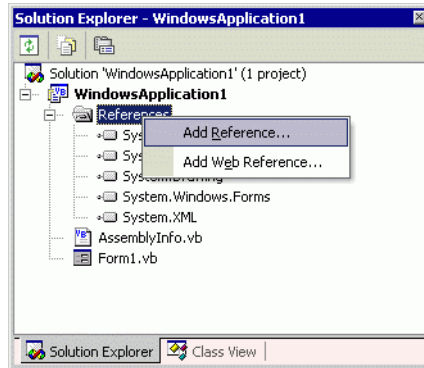 Solution Explorer - WindowsApplication1
Solution 'WindowsApplication1' (1 project)
WindowsApplication1
References
Add Reference...
Add Web Reference...
System.Windows.Forms
System.XML
AssemblyInfo.vb
Form1.vb
Solution Explorer
Class View